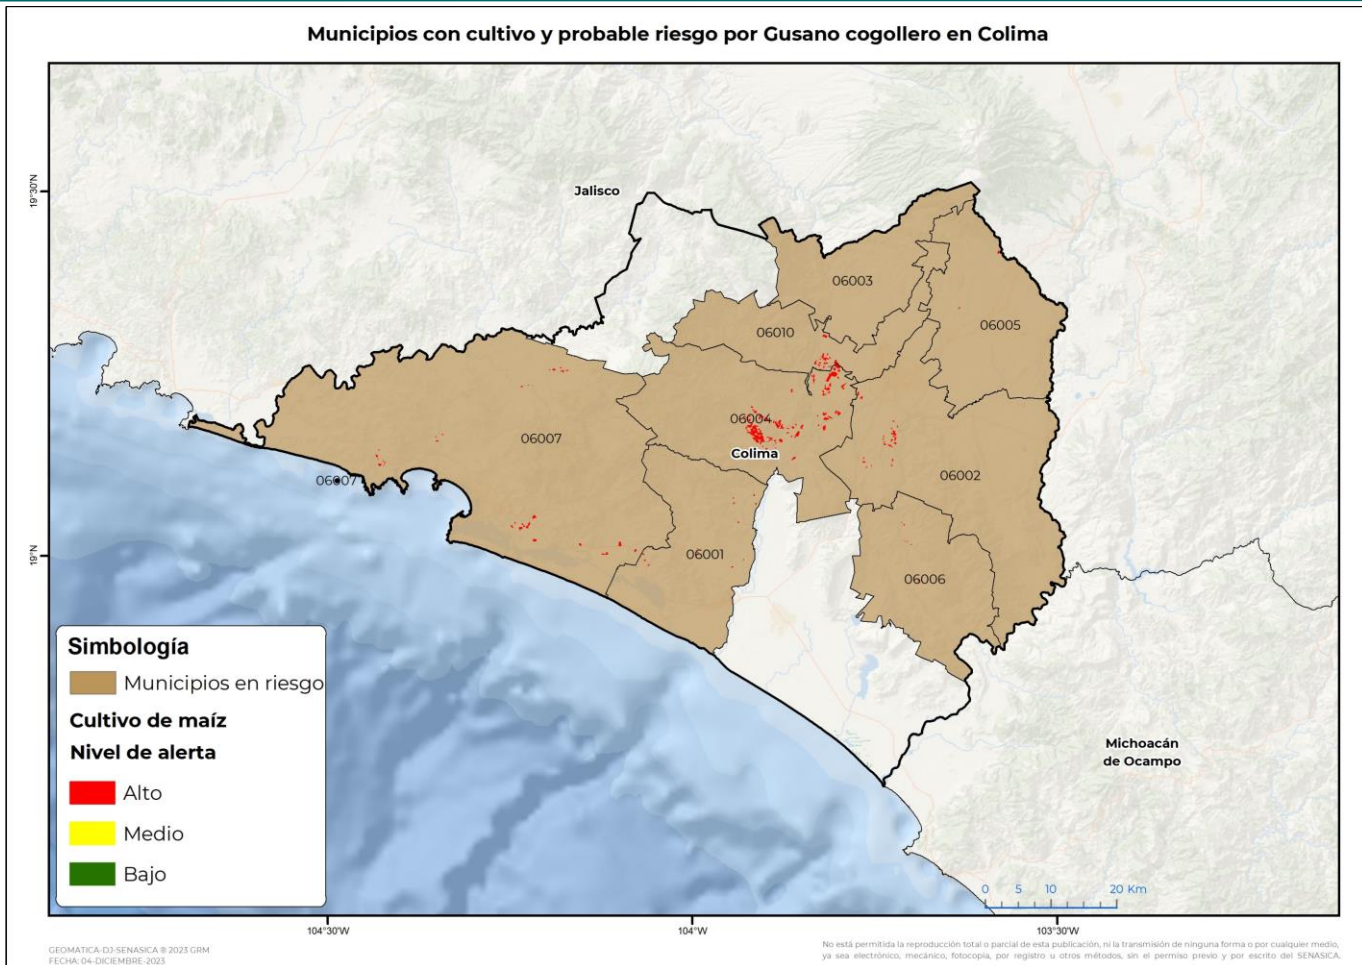 Municipios con cultivo y probable riesgo por Gusano cogollero en Colima
19°30'N
Jalisco
06003
06010
06005
06004
06007
Colima
06002
06007
19°N
06001
06006
Simbología
Municipios en riesgo
Cultivo de maíz
Nivel de alerta
Alto
Medio
Bajo
Michoacán
de Ocampo
0 5 10 20 Km
104°30'W
104°W
103°30'W
GEOMATICA-DJ-SENASICA ® 2023 GRM
FECHA: 04-DICIEMBRE-2023
No está permitida la reproducción total o parcial de esta publicación, ni la transmisión de ninguna forma o por cualquier medio,
ya sea electrónico, mecánico, fotocopia, por registro u otros métodos, sin el permiso previo y por escrito del SENASICA.